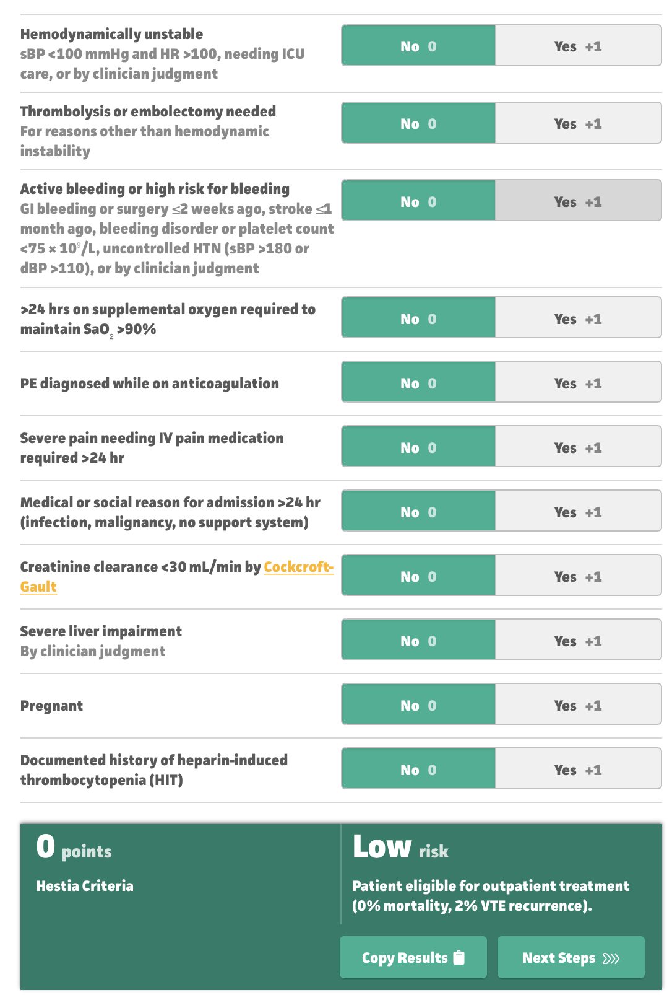 Hemodynamically unstable
sBP <100 mmHg and HR >100, needing ICU
care, or by clinician judgment
No 0
Yes +1
Thrombolysis or embolectomy needed
For reasons other than hemodynamic
instability
No 0
Yes +1
Active bleeding or high risk for bleeding
GI bleeding or surgery ≤2 weeks ago, stroke ≤1
month ago, bleeding disorder or platelet count
<75 × 10⁹/L, uncontrolled HTN (sBP >180 or
dBP >110), or by clinician judgment
No 0
Yes +1
>24 hrs on supplemental oxygen required to
maintain SaO₂ >90%
No 0
Yes +1
PE diagnosed while on anticoagulation
No 0
Yes +1
Severe pain needing IV pain medication
required >24 hr
No 0
Yes +1
Medical or social reason for admission >24 hr
(infection, malignancy, no support system)
No 0
Yes +1
Creatinine clearance <30 mL/min by Cockcroft-
Gault
No 0
Yes +1
Severe liver impairment
By clinician judgment
No 0
Yes +1
Pregnant
No 0
Yes +1
Documented history of heparin-induced
thrombocytopenia (HIT)
No 0
Yes +1
0 points
Hestia Criteria
Low risk
Patient eligible for outpatient treatment
(0% mortality, 2% VTE recurrence).
Copy Results
Next Steps